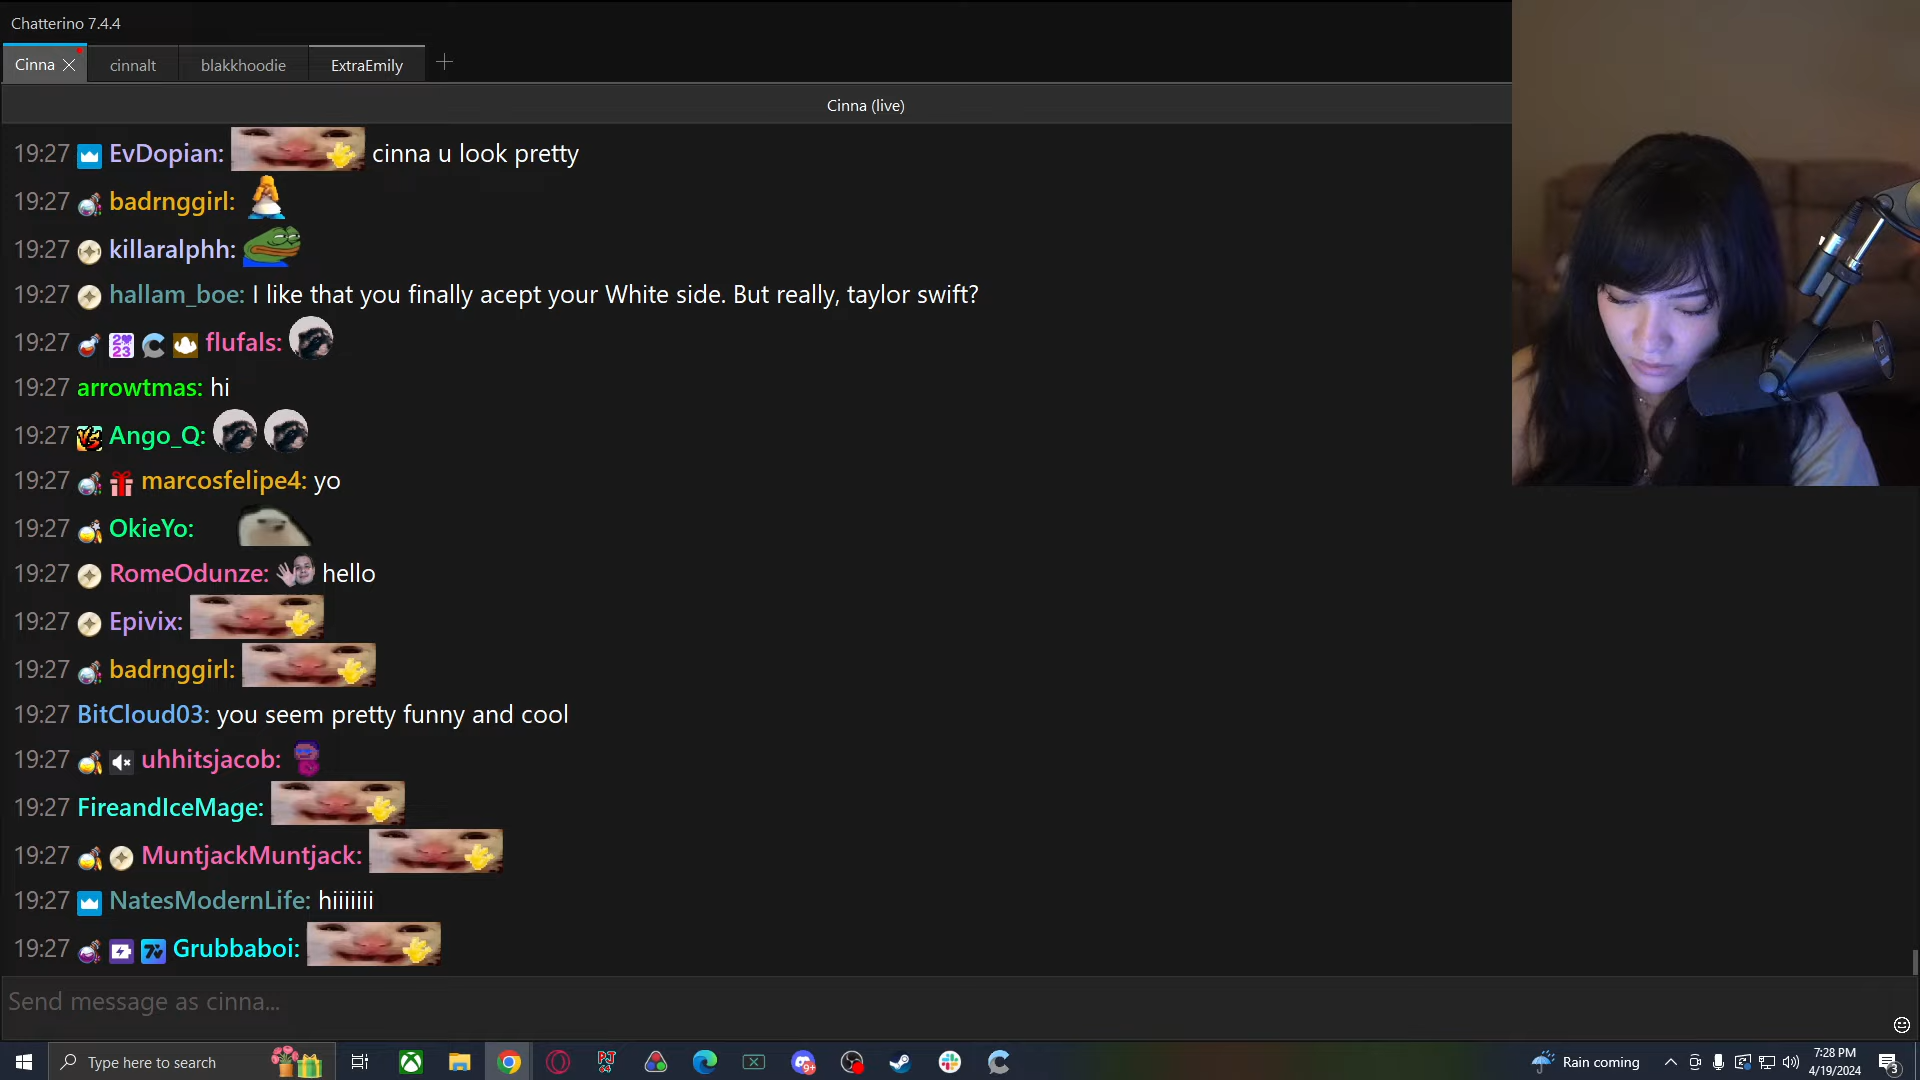 Chatterino 7.4.4
Cinna
cinnalt
blakkhoodie
ExtraEmily
Cinna (live)
19:27 EvDopian: cinna u look pretty
19:27 badrnggirl:
19:27 killaralphh:
19:27 hallam_boe: I like that you finally acept your White side. But really, taylor swift?
19:27 2023 flufals:
19:27 arrowtmas: hi
19:27 Ango_Q:
19:27 marcosfelipe4: yo
19:27 OkieYo:
19:27 RomeOdunze: hello
19:27 Epivix:
19:27 badrnggirl:
19:27 BitCloud03: you seem pretty funny and cool
19:27 uhhitsjacob:
19:27 FireandIceMage:
19:27 MuntjackMuntjack:
19:27 NatesModernLife: hiiiiiii
19:27 Grubbaboi:
Send message as cinna...
Type here to search
PJ
64
9+
Rain coming
7:28 PM
4/19/2024
3